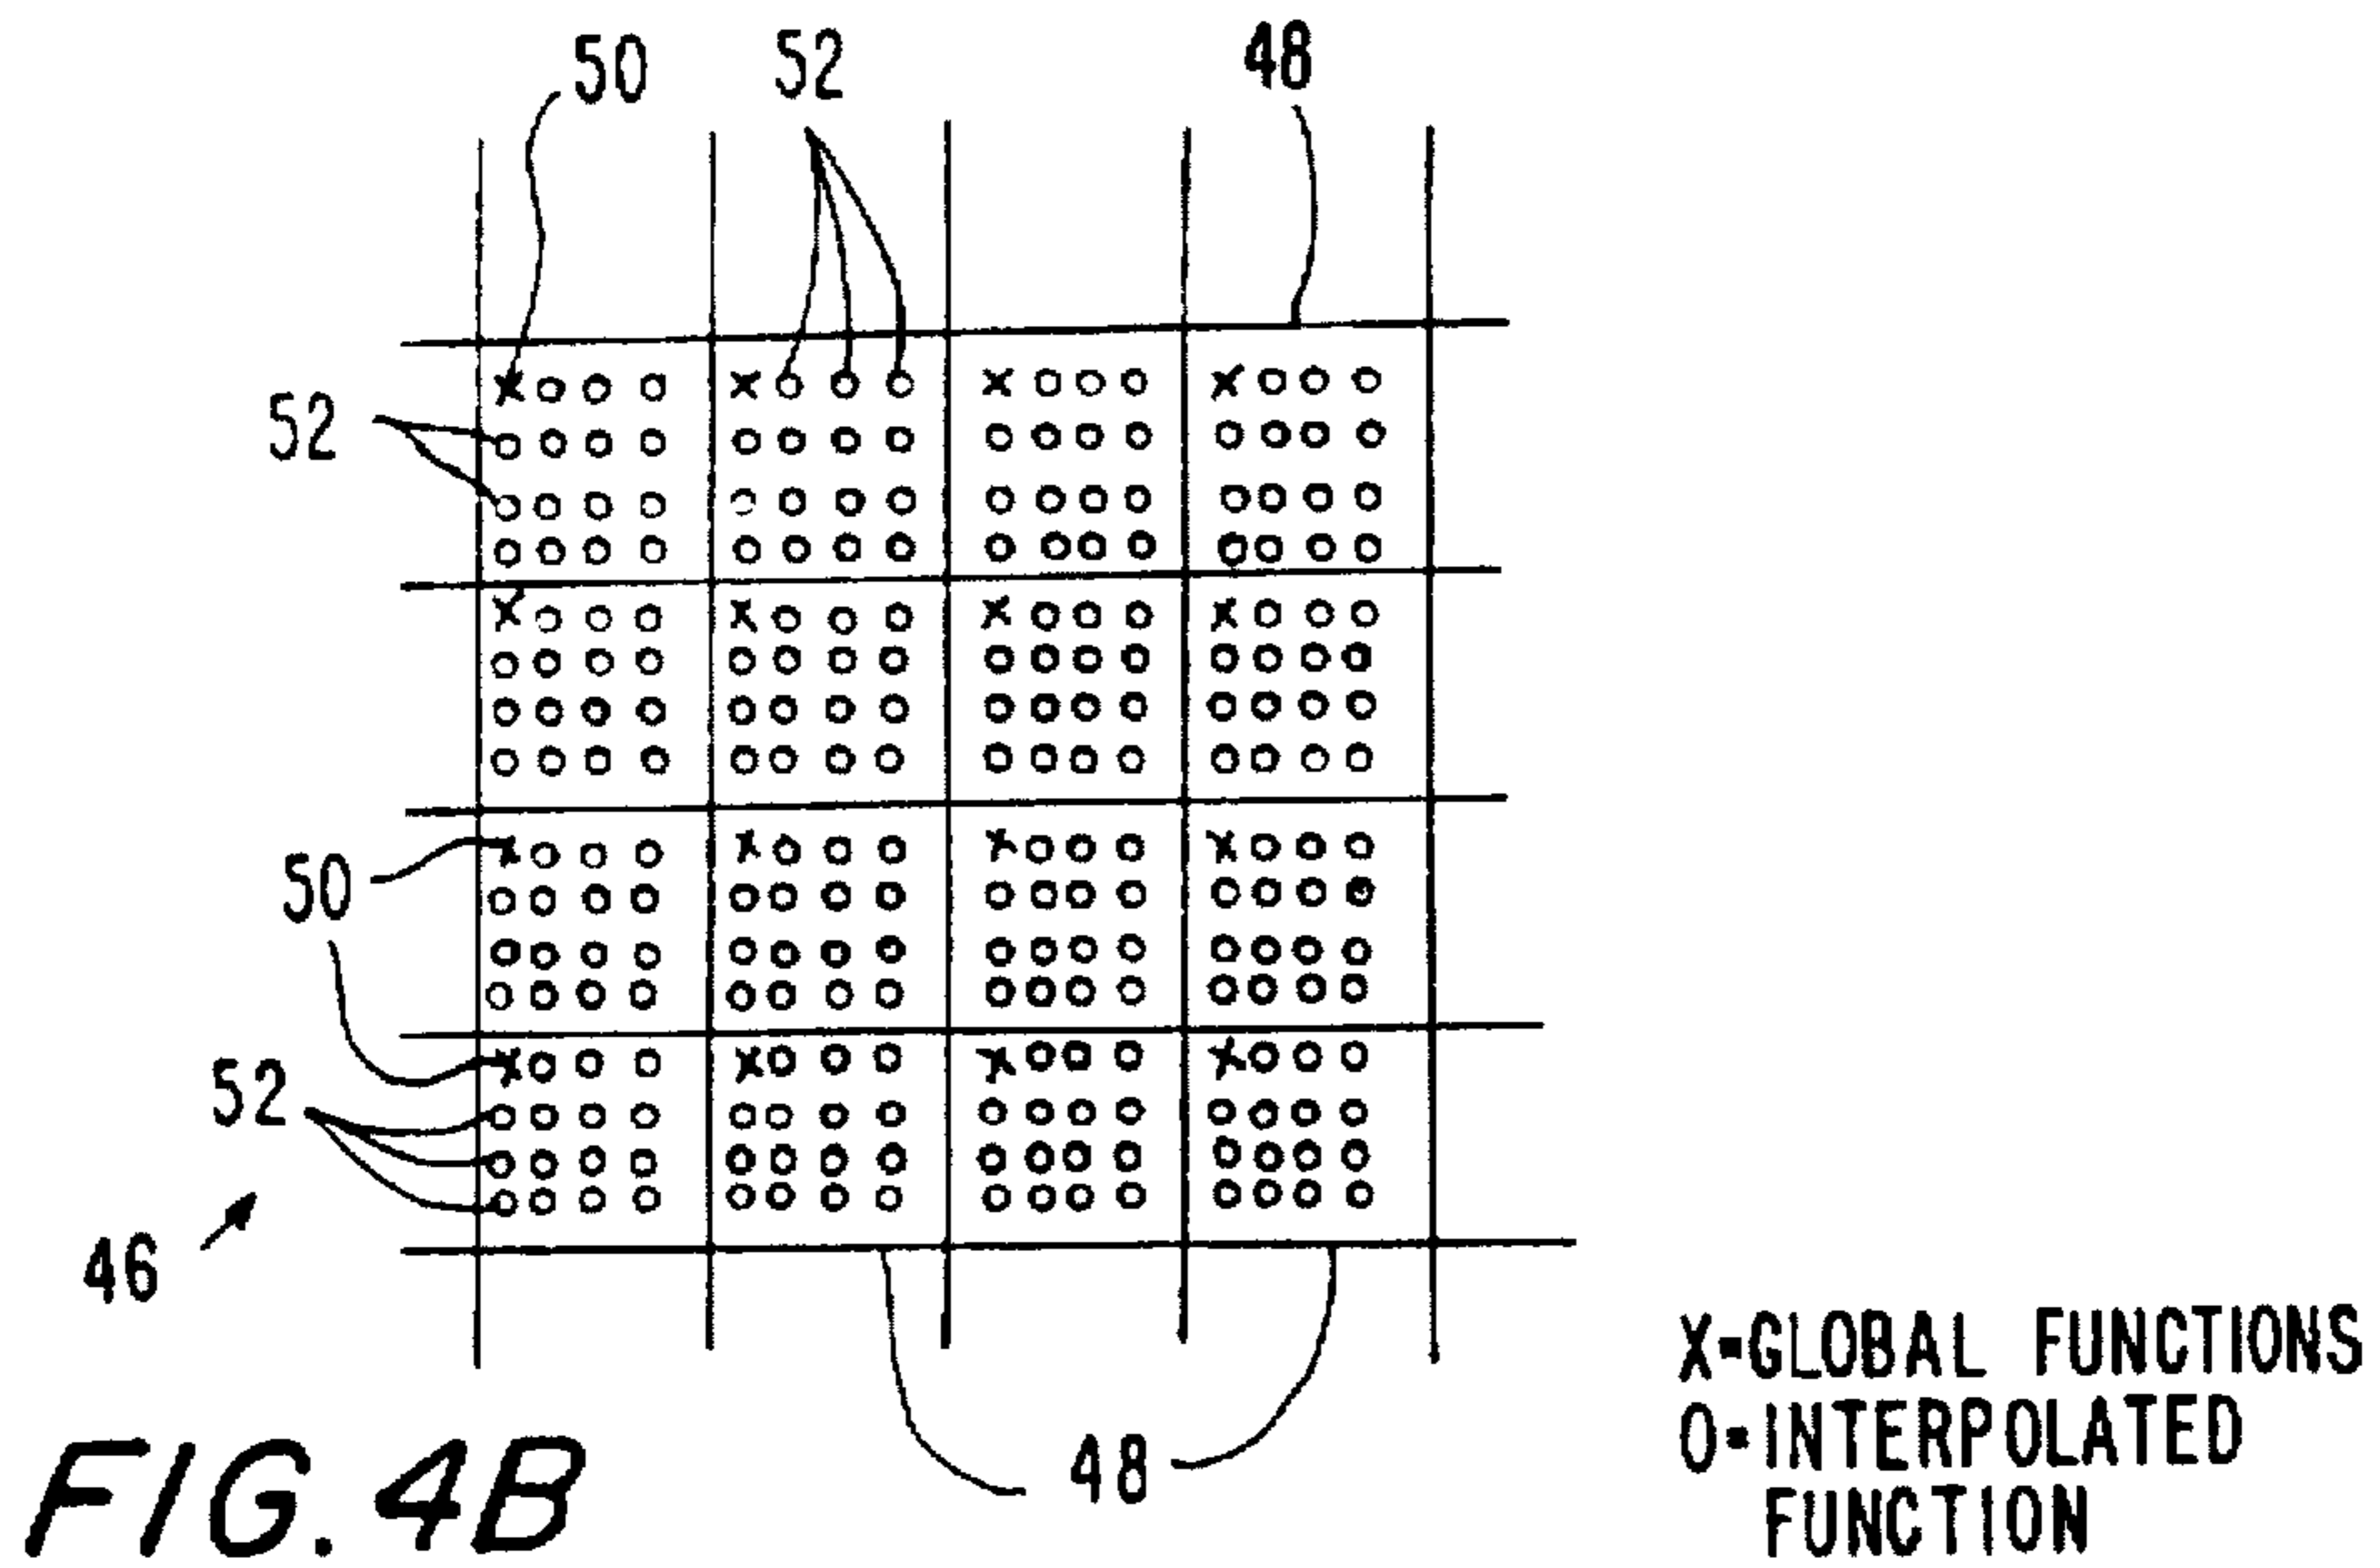 50 52 48
52
50
52
46
48
X=GLOBAL FUNCTIONS
O=INTERPOLATED
FUNCTION
FIG. 4B